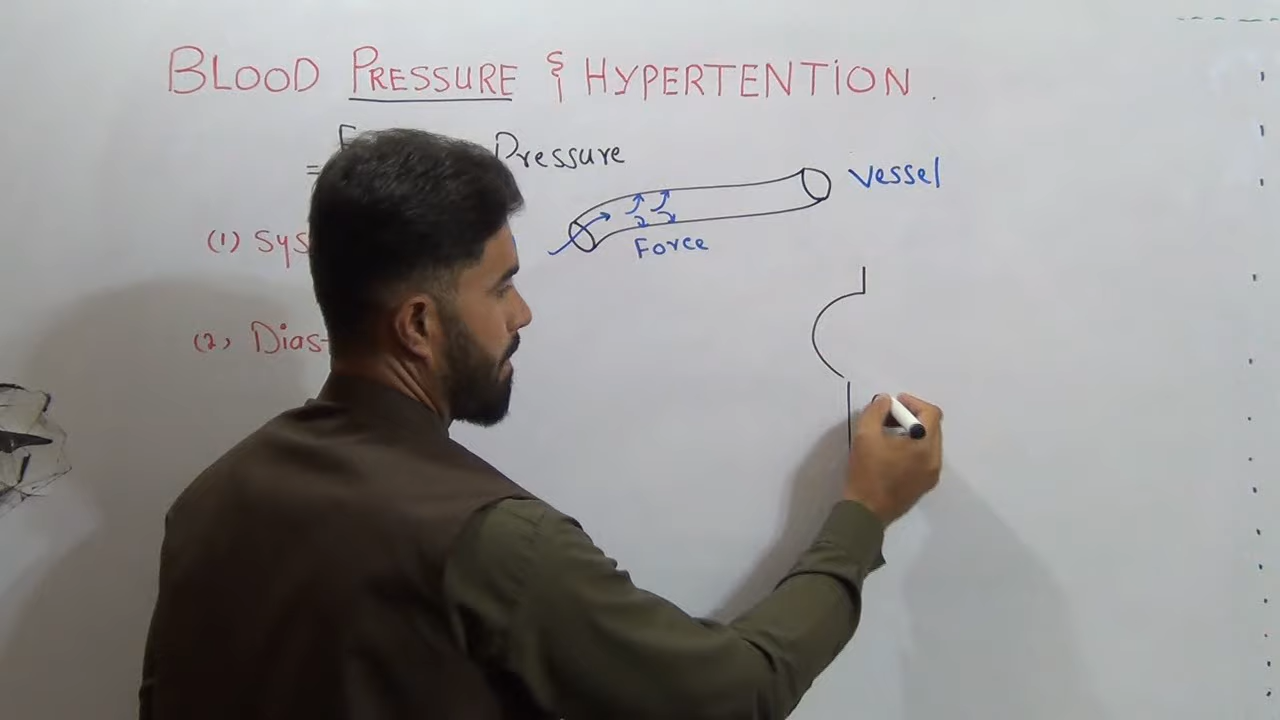 BLOOD PRESSURE & HYPERTENTION.
= Pressure
Vessel
(1) Sys
Force
(2) Dias-